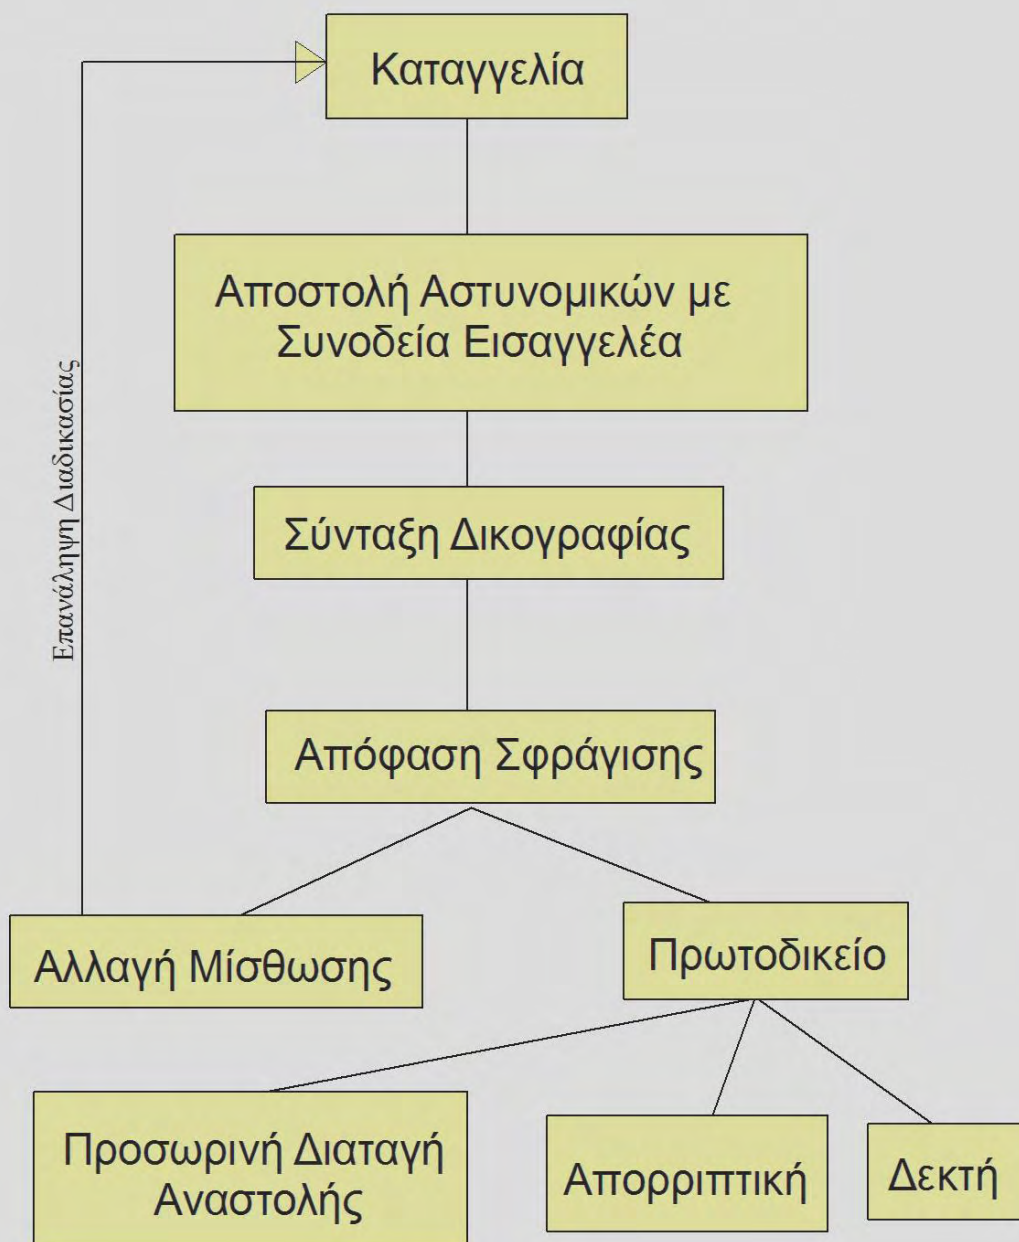 Καταγγελία
Αποστολή Αστυνομικών με
Συνοδεία Εισαγγελέα
Επανάληψη Διαδικασίας
Σύνταξη Δικογραφίας
Απόφαση Σφράγισης
Αλλαγή Μίσθωσης
Πρωτοδικείο
Προσωρινή Διαταγή
Αναστολής
Απορριπτική
Δεκτή